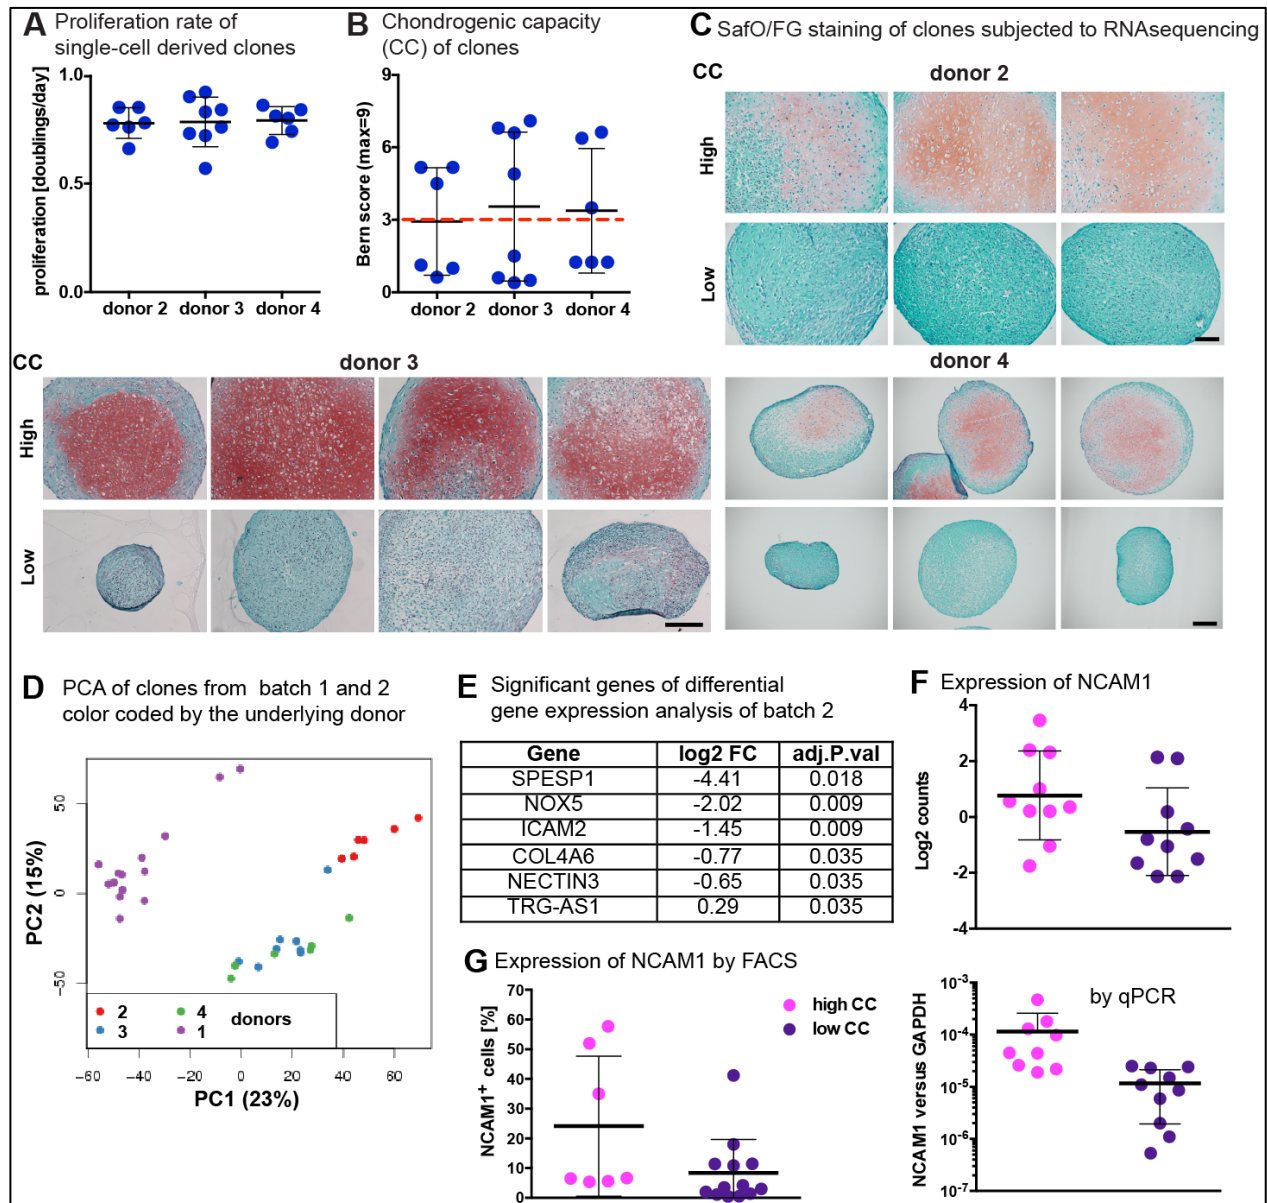 A Proliferation rate of
single-cell derived clones
proliferation [doublings/day]
1.0
0.5
0.0
donor 2 donor 3 donor 4
B Chondrogenic capacity
(CC) of clones
Bern score (max=9)
9
6
3
0
donor 2 donor 3 donor 4
C SafO/FG staining of clones subjected to RNAsequencing
CC
donor 2
High
Low
CC
donor 3
High
Low
donor 4
D PCA of clones from batch 1 and 2
color coded by the underlying donor
PC2 (15%)
50
0
−50
2 4
3 1
donors
−60 −40 −20 0 20 40 60
PC1 (23%)
E Significant genes of differential
gene expression analysis of batch 2
Gene log2 FC adj.P.val
SPESP1 -4.41 0.018
NOX5 -2.02 0.009
ICAM2 -1.45 0.009
COL4A6 -0.77 0.035
NECTIN3 -0.65 0.035
TRG-AS1 0.29 0.035
F Expression of NCAM1
Log2 counts
4
2
0
-2
-4
by qPCR
NCAM1 versus GAPDH
10-3
10-4
10-5
10-6
10-7
G Expression of NCAM1 by FACS
NCAM1+ cells [%]
70
60
50
40
30
20
10
0
high CC
low CC